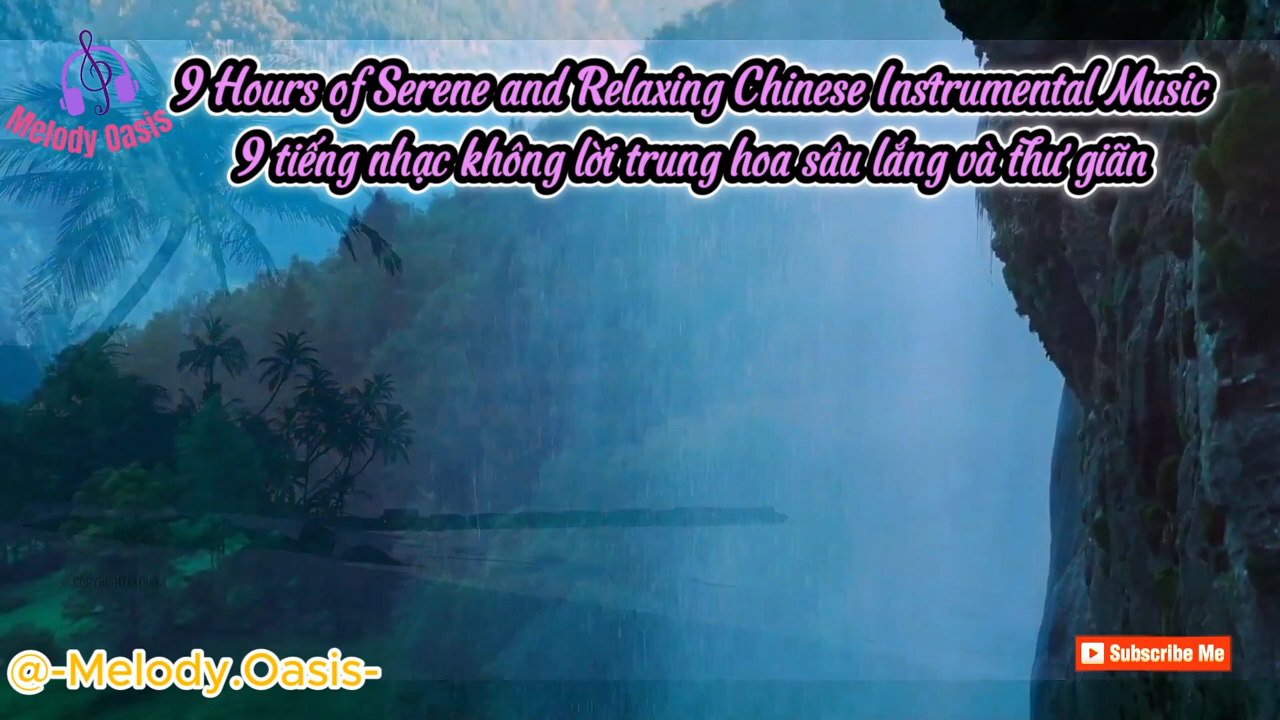 9 Hours of Serene and Relaxing Chinese Instrumental Music
Melody Oasis
9 tiếng nhạc không lời trung hoa sâu lắng và thư giãn
@-Melody.Oasis-
Subscribe Me